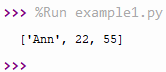 >>> %Run example1.py
['Ann', 22, 55]
>>>